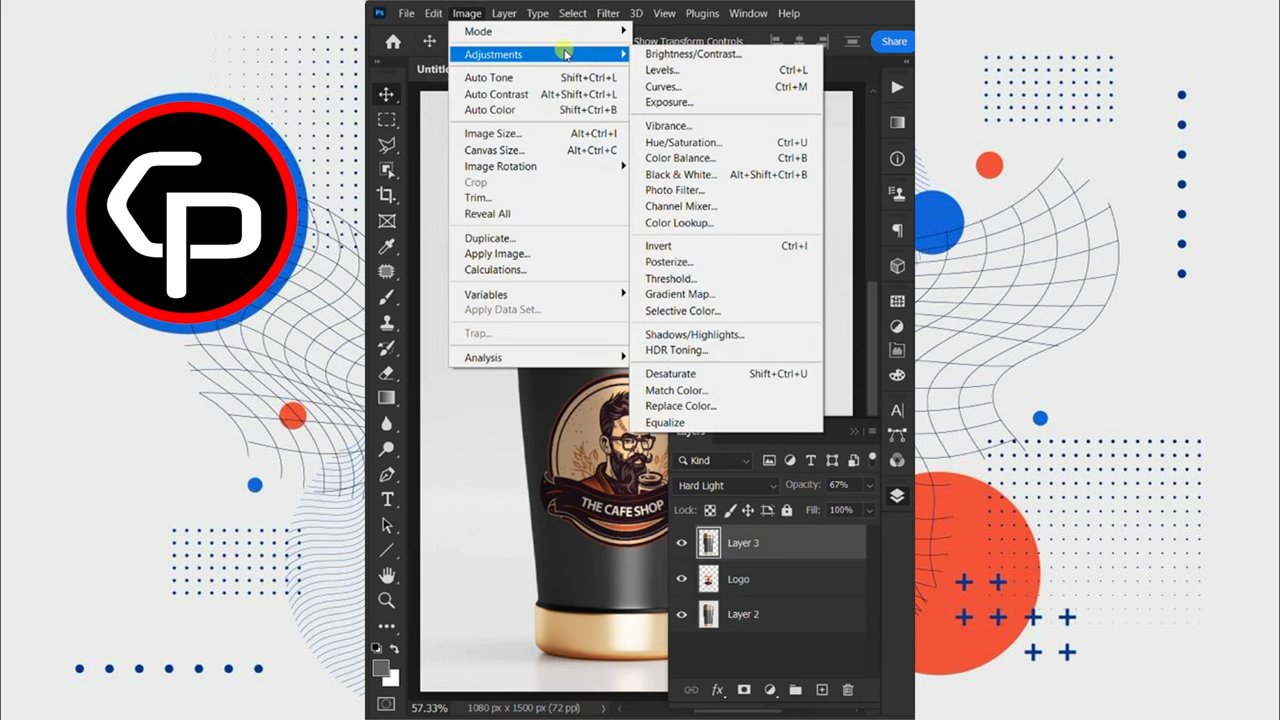 Ps File Edit Image Layer Type Select Filter 3D View Plugins Window Help
Show Transform Controls
Share
Mode
Adjustments
Auto Tone Shift+Ctrl+L
Auto Contrast Alt+Shift+Ctrl+L
Auto Color Shift+Ctrl+B
Image Size... Alt+Ctrl+I
Canvas Size... Alt+Ctrl+C
Image Rotation
Crop
Trim...
Reveal All
Duplicate...
Apply Image...
Calculations...
Variables
Apply Data Set...
Trap...
Analysis
Brightness/Contrast...
Levels... Ctrl+L
Curves... Ctrl+M
Exposure...
Vibrance...
Hue/Saturation... Ctrl+U
Color Balance... Ctrl+B
Black & White... Alt+Shift+Ctrl+B
Photo Filter...
Channel Mixer...
Color Lookup...
Invert Ctrl+I
Posterize...
Threshold...
Gradient Map...
Selective Color...
Shadows/Highlights...
HDR Toning...
Desaturate Shift+Ctrl+U
Match Color...
Replace Color...
Equalize
THE CAFE SHOP
Kind
Hard Light Opacity: 67%
Lock: Fill: 100%
Layer 3
Logo
Layer 2
57.33% 1080 px x 1500 px (72 ppi)